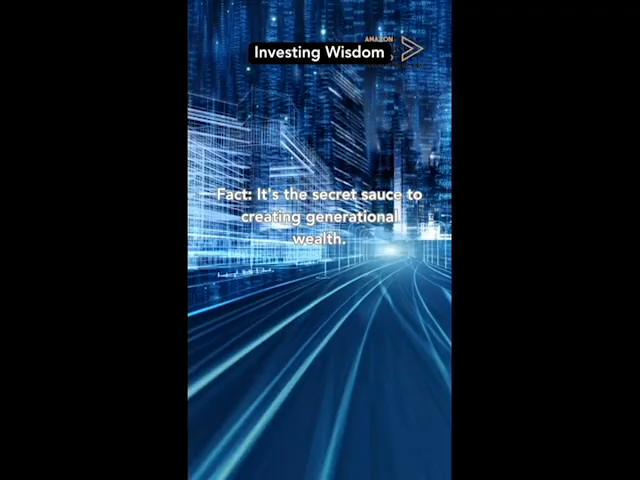 AMAZON
Investing Wisdom
Fact: It's the secret sauce to
creating generational
wealth.